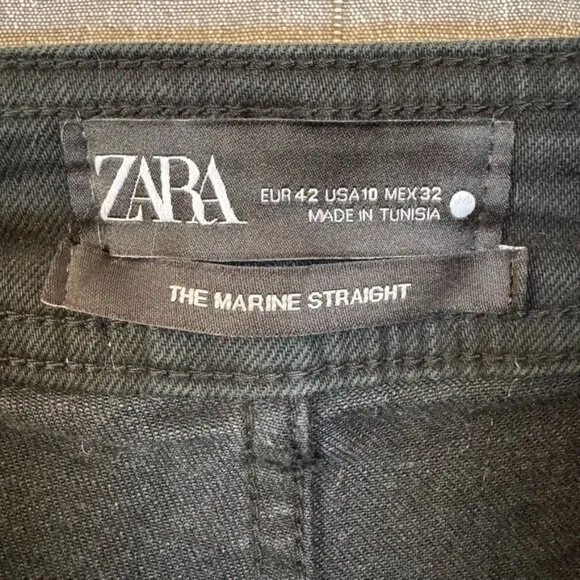 ZARA
EUR 42 USA 10 MEX 32
MADE IN TUNISIA
THE MARINE STRAIGHT